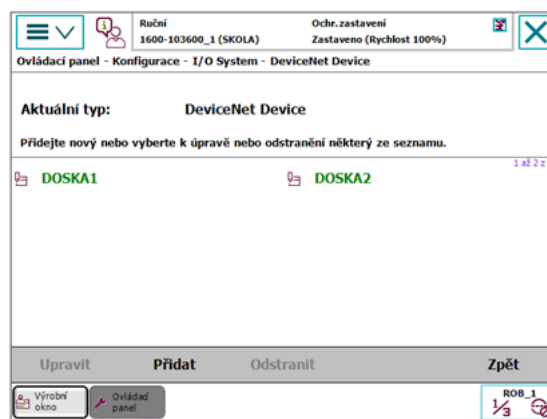 Ruční
Ochr.zastavení
1600-103600_1 (SKOLA)
Zastaveno (Rychlost 100%)
Ovládací panel - Konfigurace - I/O System - DeviceNet Device
Aktuální typ: DeviceNet Device
Přidejte nový nebo vyberte k úpravě nebo odstranění některý ze seznamu.
1 až 2 z
DOSKA1 DOSKA2
Upravit Přidat Odstranit Zpět
Výrobní
okno
Ovládací
panel
ROB_1
1/3